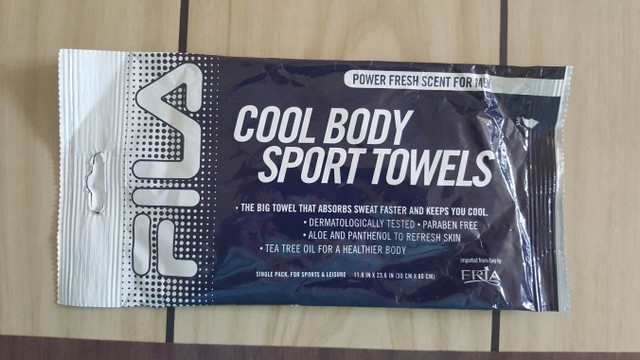 FILA
POWER FRESH SCENT FOR MEN
COOL BODY
SPORT TOWELS
• THE BIG TOWEL THAT ABSORBS SWEAT FASTER AND KEEPS YOU COOL.
• DERMATOLOGICALLY TESTED • PARABEN FREE
• ALOE AND PANTHENOL TO REFRESH SKIN
• TEA TREE OIL FOR A HEALTHIER BODY
SINGLE PACK, FOR SPORTS & LEISURE 11.8 IN X 23.6 IN (30 CM X 60 CM)
imported from Italy by
FRIA